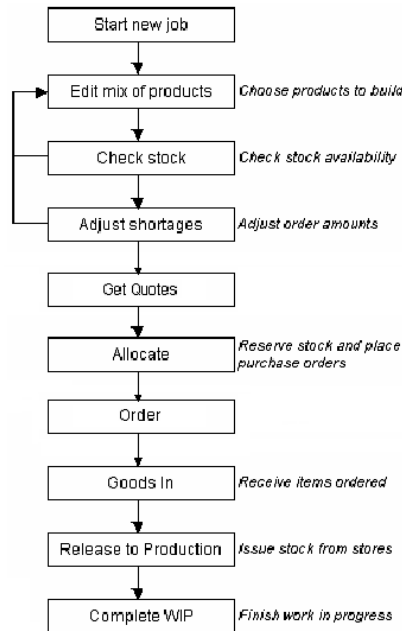 Start new job
Edit mix of products
Choose products to build
Check stock
Check stock availability
Adjust shortages
Adjust order amounts
Get Quotes
Allocate
Reserve stock and place
purchase orders
Order
Goods In
Receive items ordered
Release to Production
Issue stock from stores
Complete WIP
Finish work in progress